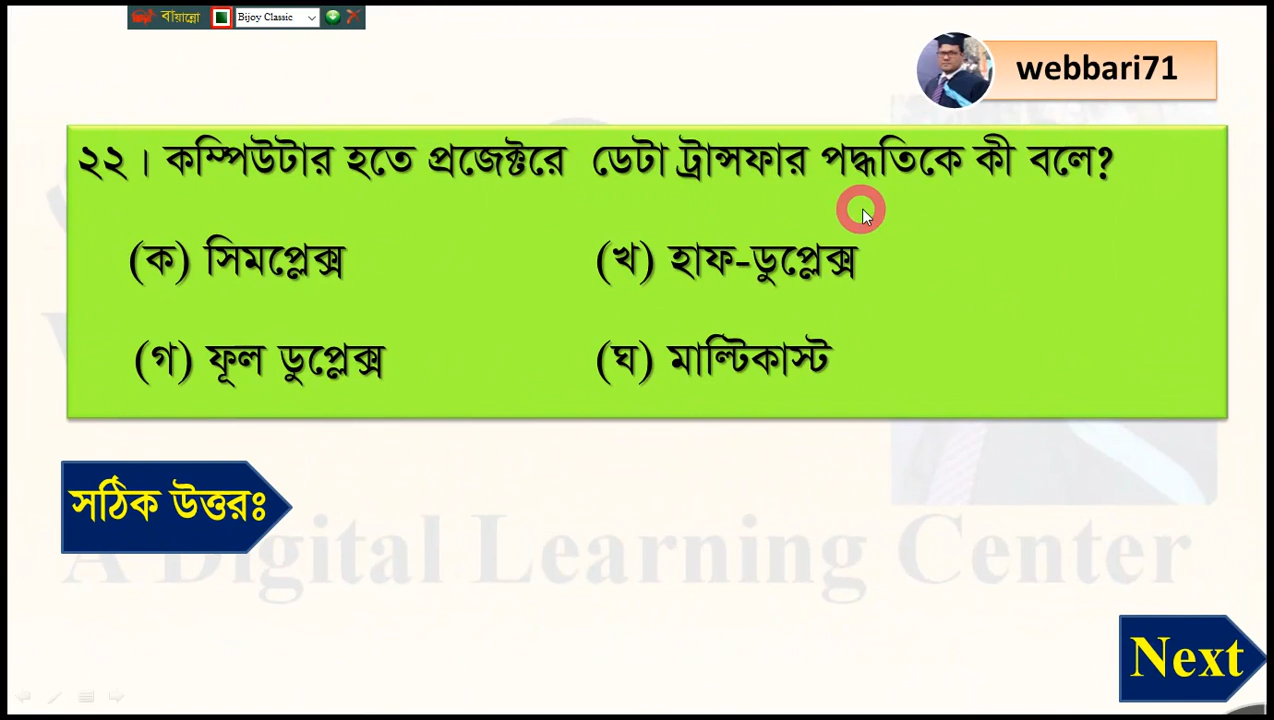 বায়ান্নো Bijoy Classic
webbari71
২২। কম্পিউটার হতে প্রজেক্টরে ডেটা ট্রান্সফার পদ্ধতিকে কী বলে?
(ক) সিমপ্লেক্স (খ) হাফ-ডুপ্লেক্স
(গ) ফূল ডুপ্লেক্স (ঘ) মাল্টিকাস্ট
সঠিক উত্তরঃ
A Digital Learning Center
Next